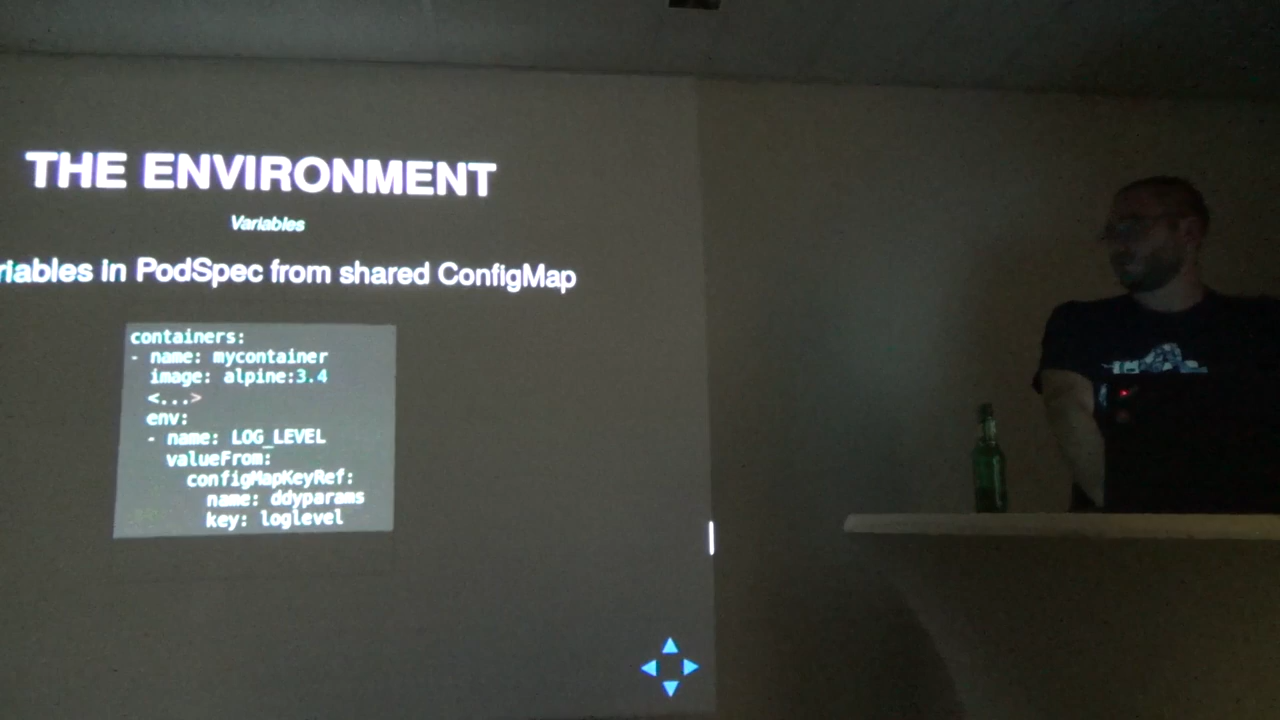 THE ENVIRONMENT
Variables
riables in PodSpec from shared ConfigMap
containers:
- name: mycontainer
image: alpine:3.4
<...>
env:
- name: LOG_LEVEL
valueFrom:
configMapKeyRef:
name: ddyparams
key: loglevel